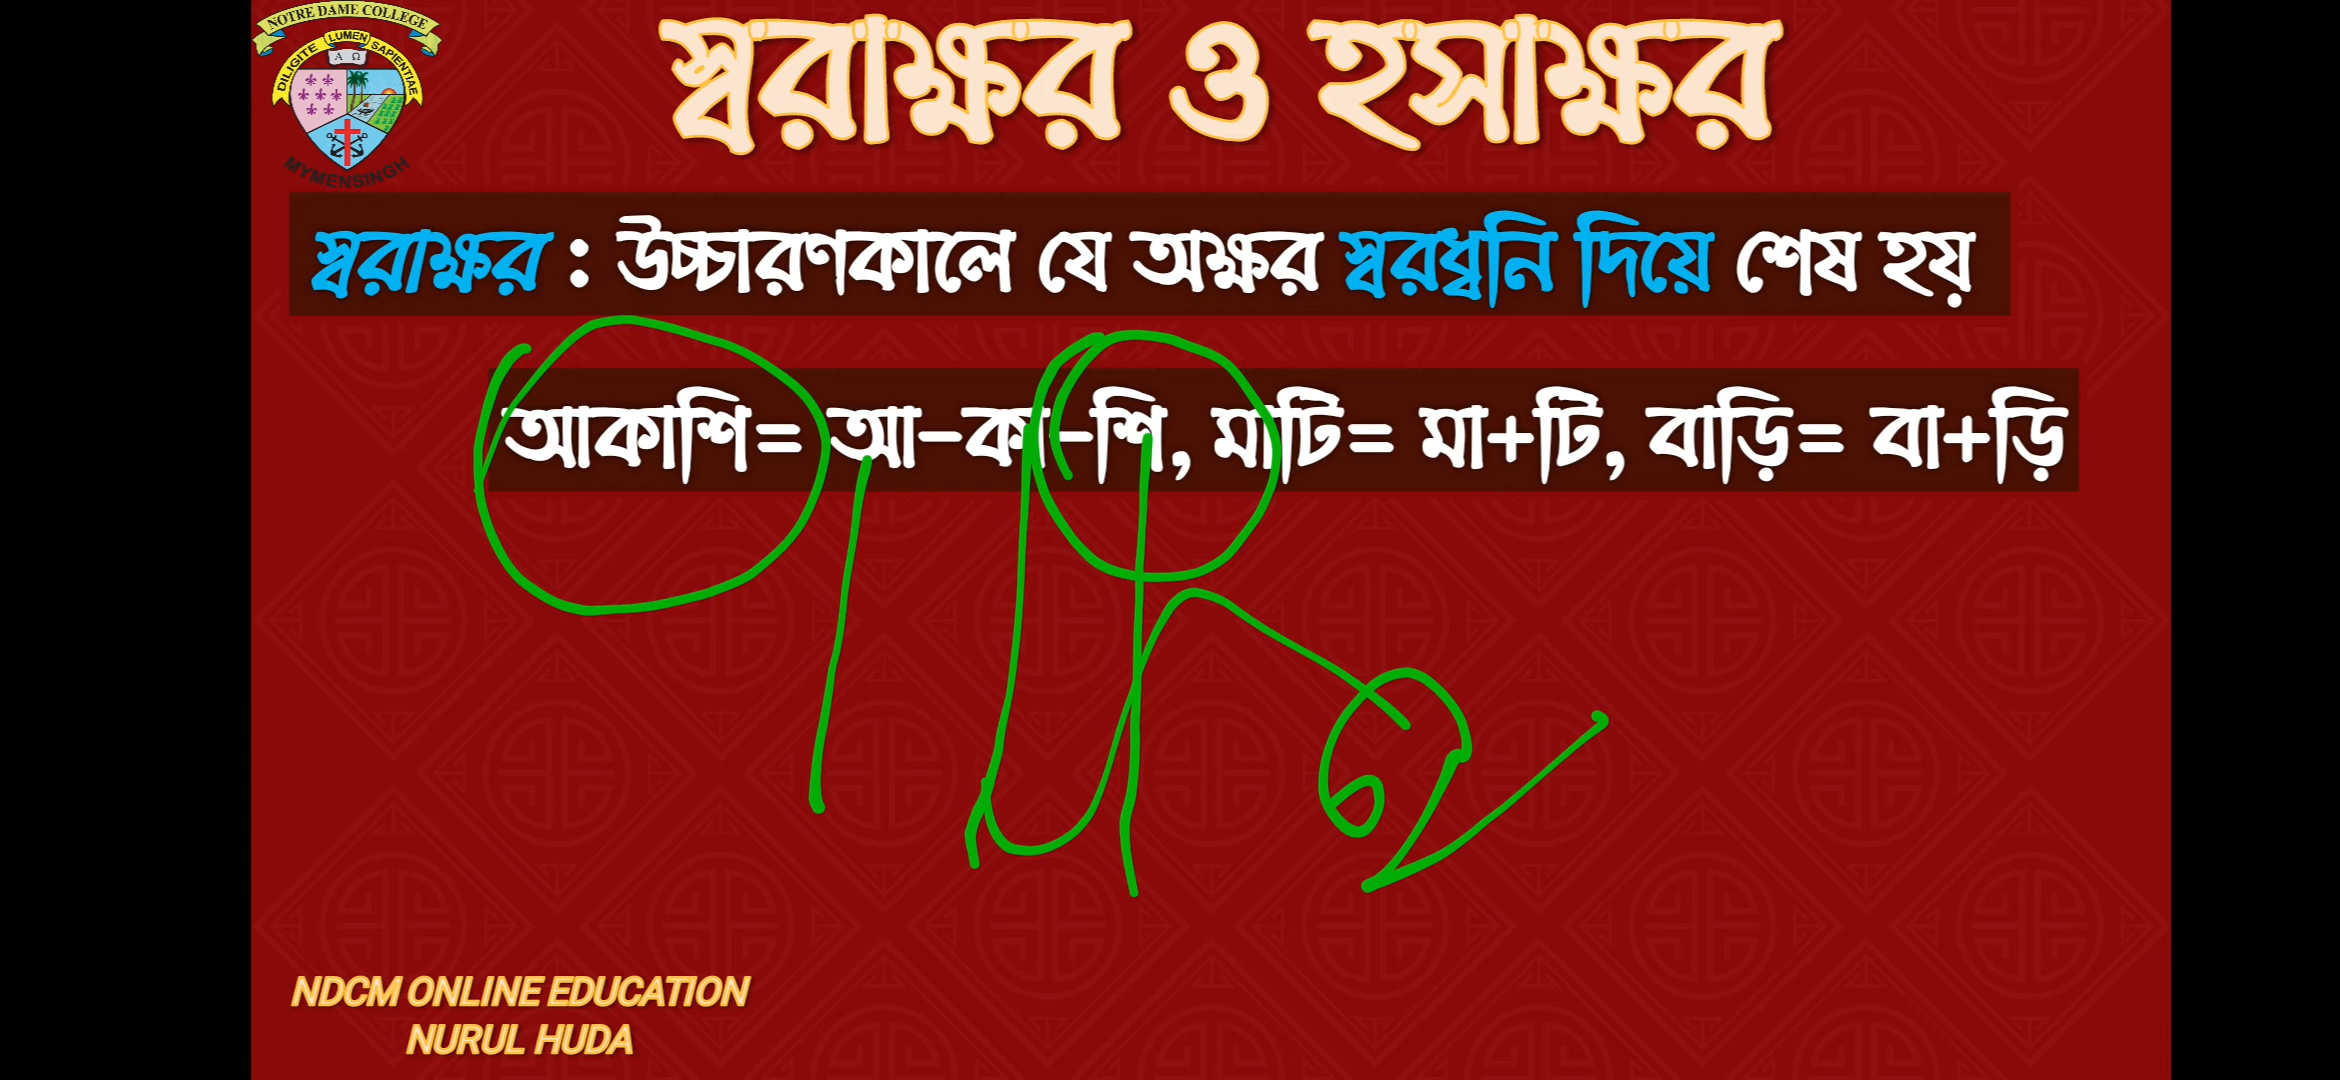 NOTRE DAME COLLEGE
DILIGITE LUMEN SAPIENTIAE
Α Ω
MYMENSINGH
স্বরাক্ষর ও হসাক্ষর
স্বরাক্ষর : উচ্চারণকালে যে অক্ষর স্বরধ্বনি দিয়ে শেষ হয়
আকাশি= আ-কা-শি, মাটি= মা+টি, বাড়ি= বা+ড়ি
NDCM ONLINE EDUCATION
NURUL HUDA